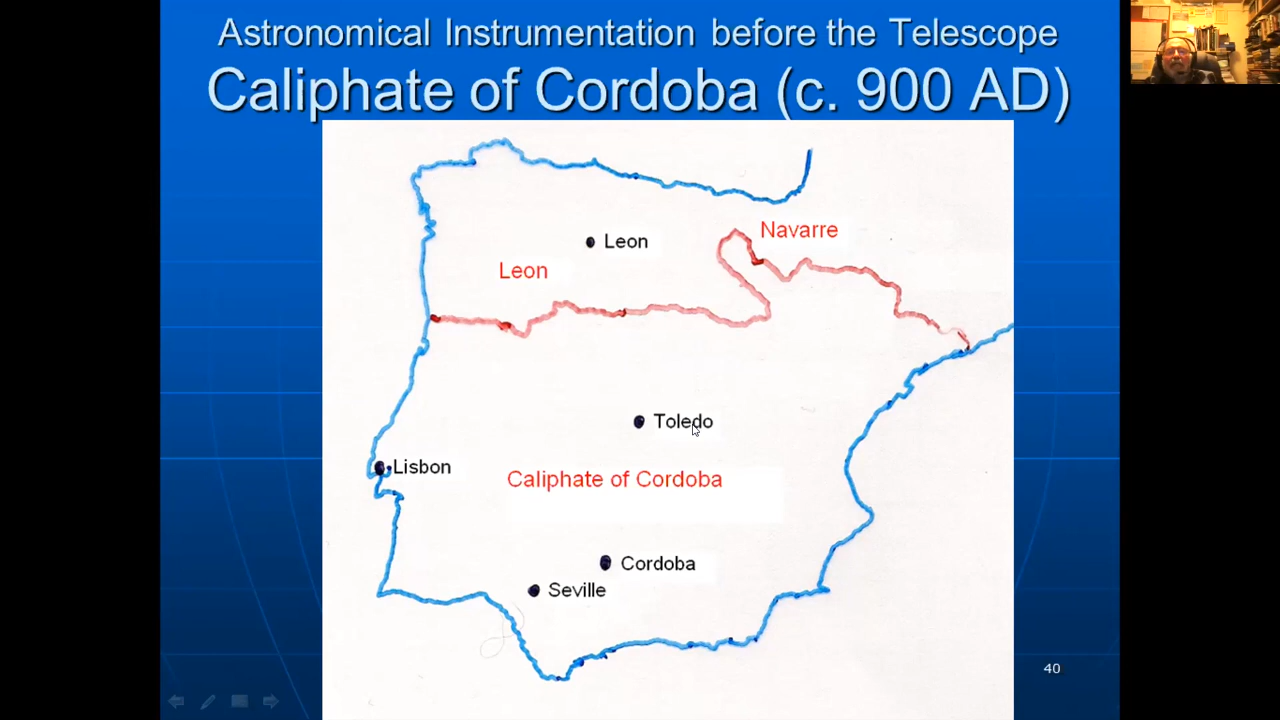 Astronomical Instrumentation before the Telescope
Caliphate of Cordoba (c. 900 AD)
Navarre
Leon
Leon
Toledo
Lisbon
Caliphate of Cordoba
Cordoba
Seville
40